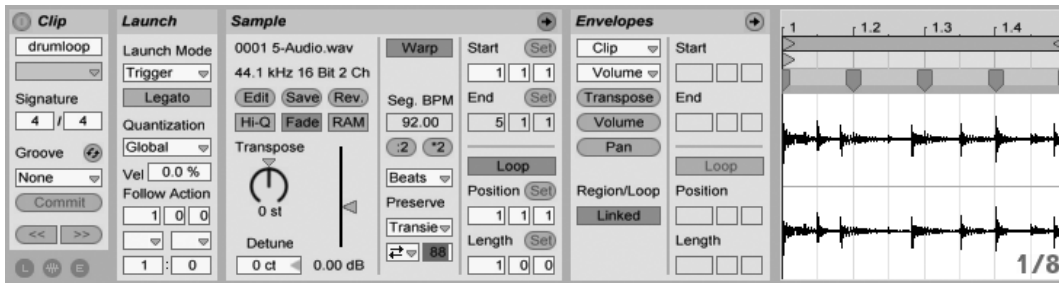 Clip
drumloop
Signature
4 / 4
Groove
None
Commit
<< >>
L E
Launch
Launch Mode
Trigger
Legato
Quantization
Global
Vel 0.0 %
Follow Action
1 0 0
1 : 0
Sample
0001 5-Audio.wav
44.1 kHz 16 Bit 2 Ch
Edit Save Rev.
Hi-Q Fade RAM
Transpose
0 st
Detune
0 ct 0.00 dB
Warp
Seg. BPM
92.00
:2 *2
Beats
Preserve
Transie
88
Start Set
1 1 1
End Set
5 1 1
Loop
Position Set
1 1 1
Length Set
1 0 0
Envelopes
Clip
Volume
Transpose
Volume
Pan
Region/Loop
Linked
Start
End
Loop
Position
Length
1 1.2 1.3 1.4
1/8